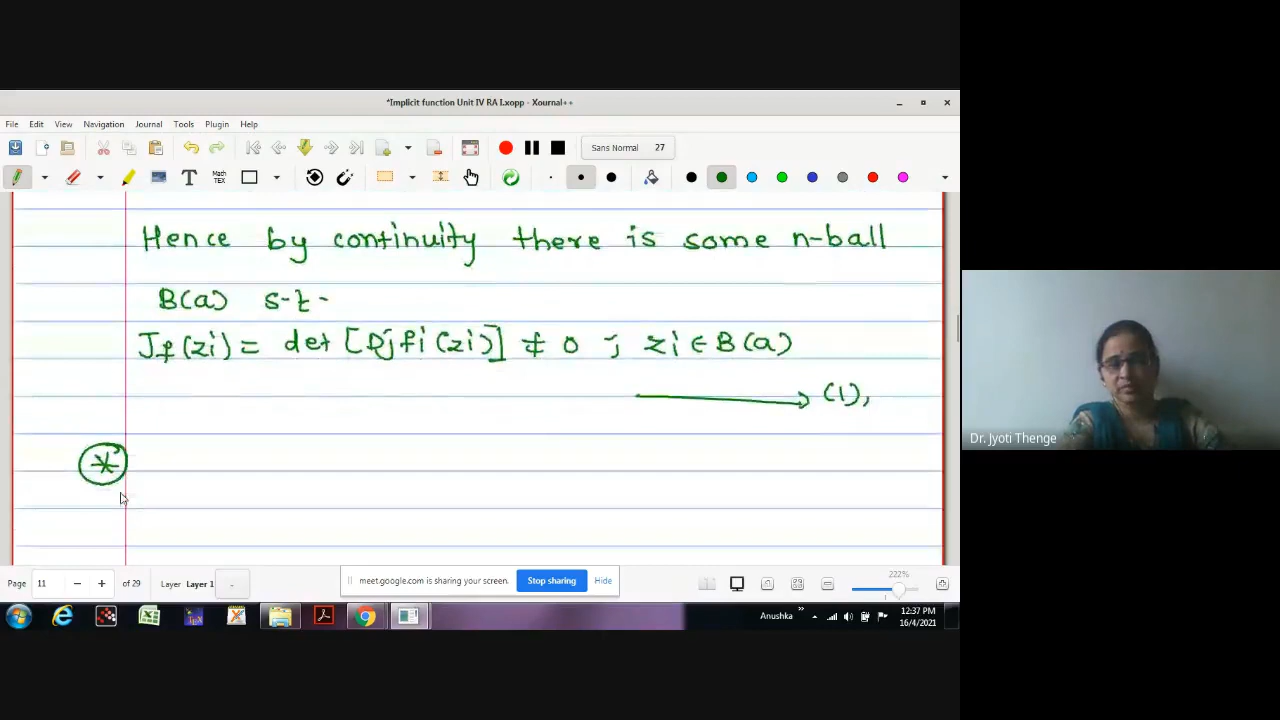 *Implicit function Unit IV RA I.xopp - Xournal++
File Edit View Navigation Journal Tools Plugin Help
Sans Normal 27
Hence by continuity there is some n-ball
B(a) s.t.
Jf(zi) = det [Djfi(zi)] ≠ 0 ; zi ∈ B(a)
→ (1),
*
Dr. Jyoti Thenge
Page 11 of 29 Layer Layer 1
meet.google.com is sharing your screen. Stop sharing Hide
222%
Anushka
12:37 PM
16/4/2021